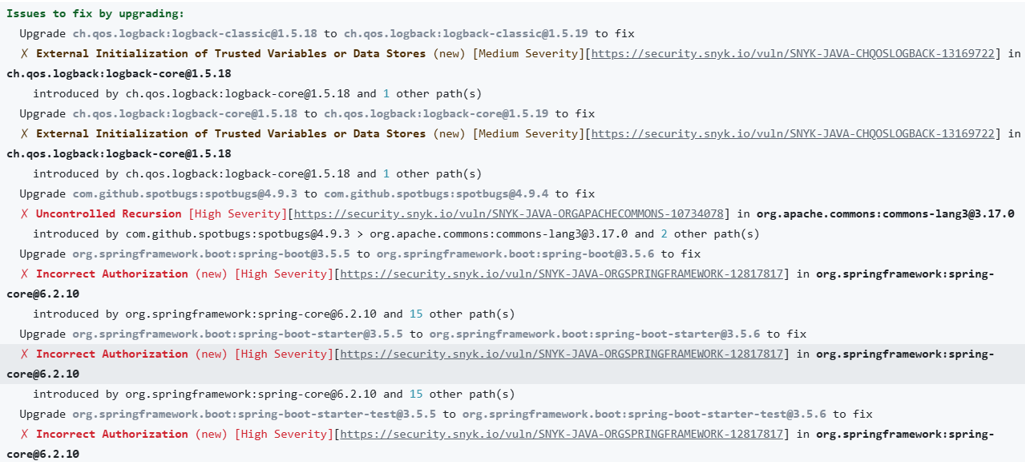 Issues to fix by upgrading:
Upgrade ch.qos.logback:logback-classic@1.5.18 to ch.qos.logback:logback-classic@1.5.19 to fix
✗ External Initialization of Trusted Variables or Data Stores (new) [Medium Severity][https://security.snyk.io/vuln/SNYK-JAVA-CHQOSLOGBACK-13169722] in
ch.qos.logback:logback-core@1.5.18
introduced by ch.qos.logback:logback-core@1.5.18 and 1 other path(s)
Upgrade ch.qos.logback:logback-core@1.5.18 to ch.qos.logback:logback-core@1.5.19 to fix
✗ External Initialization of Trusted Variables or Data Stores (new) [Medium Severity][https://security.snyk.io/vuln/SNYK-JAVA-CHQOSLOGBACK-13169722] in
ch.qos.logback:logback-core@1.5.18
introduced by ch.qos.logback:logback-core@1.5.18 and 1 other path(s)
Upgrade com.github.spotbugs:spotbugs@4.9.3 to com.github.spotbugs:spotbugs@4.9.4 to fix
✗ Uncontrolled Recursion [High Severity][https://security.snyk.io/vuln/SNYK-JAVA-ORGAPACHECOMMONS-10734078] in org.apache.commons:commons-lang3@3.17.0
introduced by com.github.spotbugs:spotbugs@4.9.3 > org.apache.commons:commons-lang3@3.17.0 and 2 other path(s)
Upgrade org.springframework.boot:spring-boot@3.5.5 to org.springframework.boot:spring-boot@3.5.6 to fix
✗ Incorrect Authorization (new) [High Severity][https://security.snyk.io/vuln/SNYK-JAVA-ORGSPRINGFRAMEWORK-12817817] in org.springframework:spring-
core@6.2.10
introduced by org.springframework:spring-core@6.2.10 and 15 other path(s)
Upgrade org.springframework.boot:spring-boot-starter@3.5.5 to org.springframework.boot:spring-boot-starter@3.5.6 to fix
✗ Incorrect Authorization (new) [High Severity][https://security.snyk.io/vuln/SNYK-JAVA-ORGSPRINGFRAMEWORK-12817817] in org.springframework:spring-
core@6.2.10
introduced by org.springframework:spring-core@6.2.10 and 15 other path(s)
Upgrade org.springframework.boot:spring-boot-starter-test@3.5.5 to org.springframework.boot:spring-boot-starter-test@3.5.6 to fix
✗ Incorrect Authorization (new) [High Severity][https://security.snyk.io/vuln/SNYK-JAVA-ORGSPRINGFRAMEWORK-12817817] in org.springframework:spring-
core@6.2.10